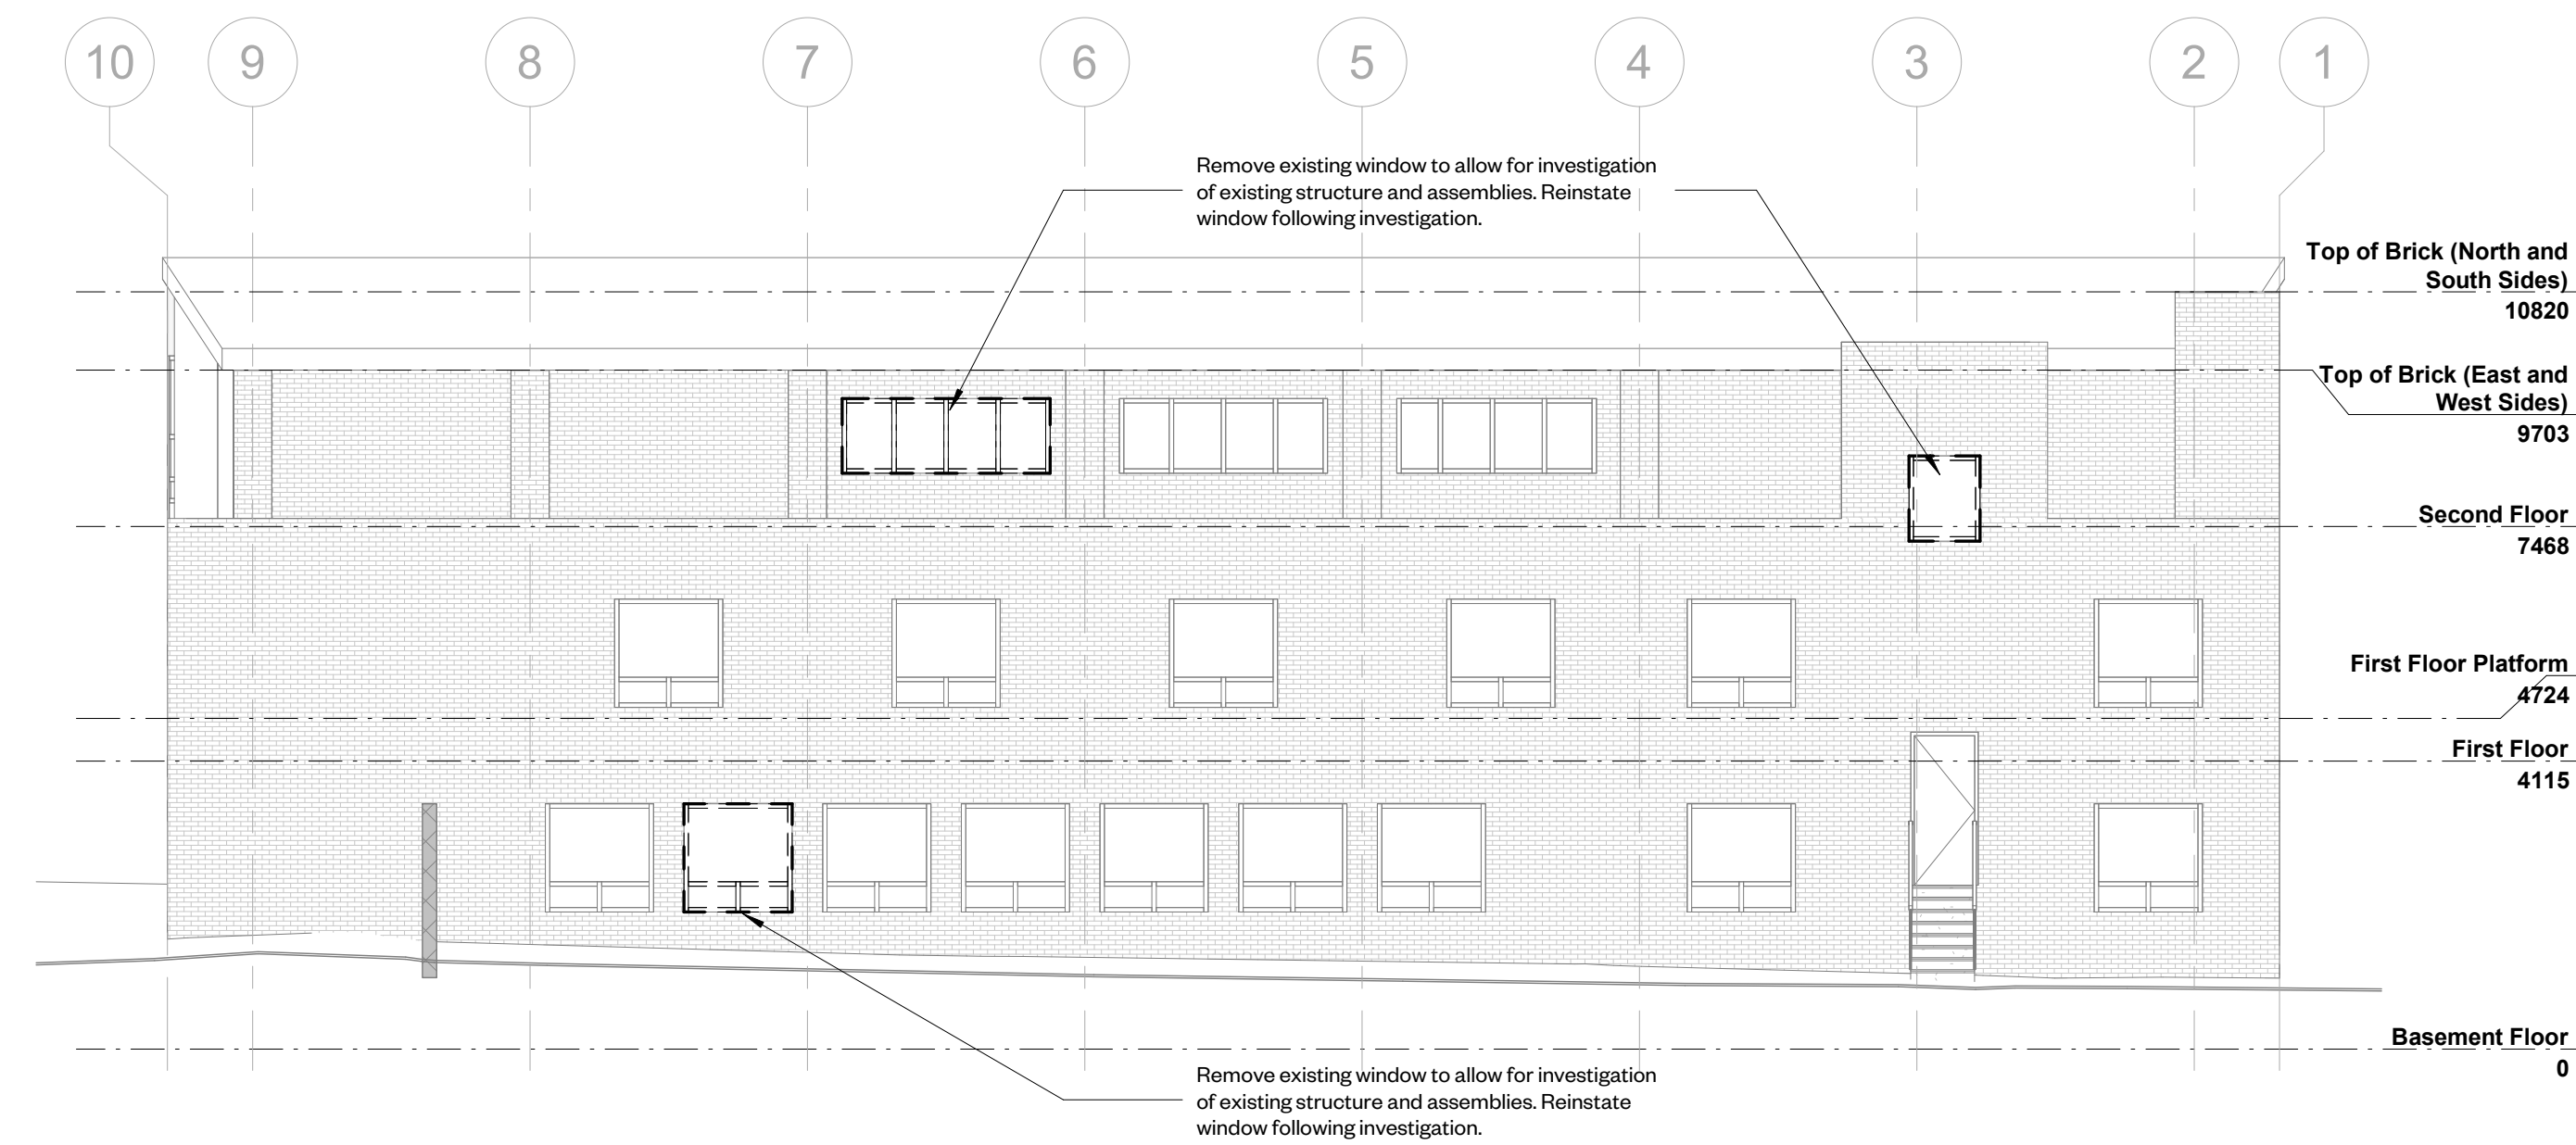 10 9 8 7 6 5 4 3 2 1
Remove existing window to allow for investigation
of existing structure and assemblies. Reinstate
window following investigation.
Top of Brick (North and
South Sides)
10820
Top of Brick (East and
West Sides)
9703
Second Floor
7468
First Floor Platform
4724
First Floor
4115
Basement Floor
0
Remove existing window to allow for investigation
of existing structure and assemblies. Reinstate
window following investigation.